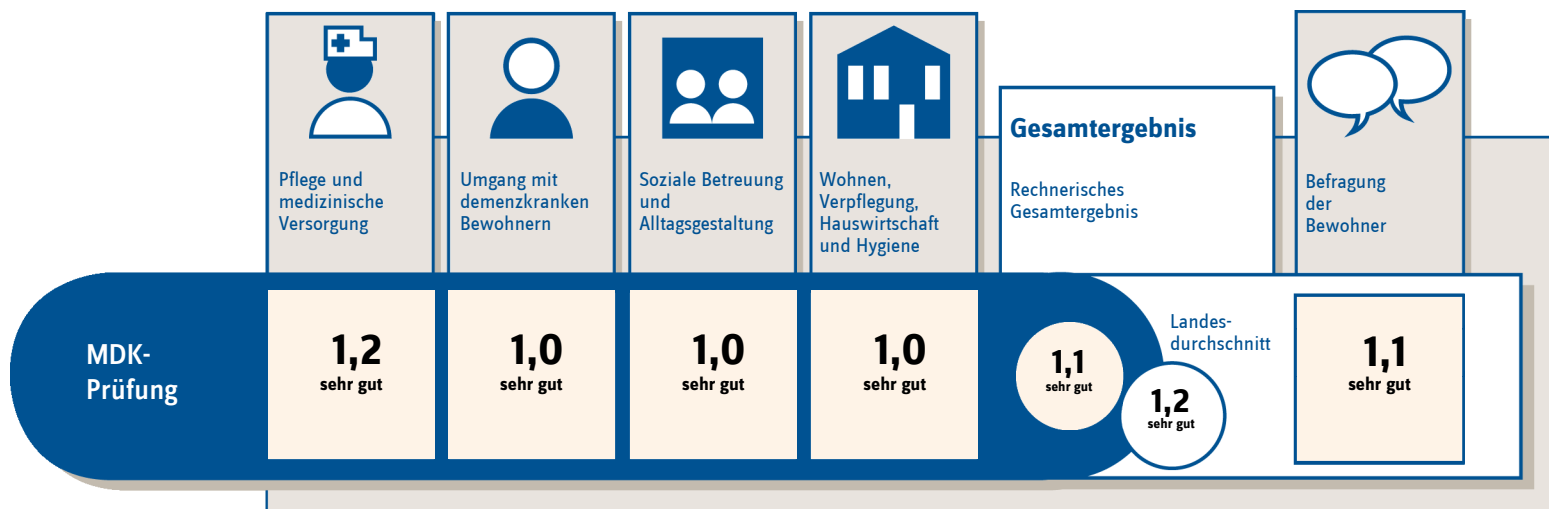 Pflege und
medizinische
Versorgung
Umgang mit
demenzkranken
Bewohnern
Soziale Betreuung
und
Alltagsgestaltung
Wohnen,
Verpflegung,
Hauswirtschaft
und Hygiene
Gesamtergebnis
Rechnerisches
Gesamtergebnis
Befragung
der
Bewohner
MDK-
Prüfung
1,2
sehr gut
1,0
sehr gut
1,0
sehr gut
1,0
sehr gut
1,1
sehr gut
Landes-
durchschnitt
1,2
sehr gut
1,1
sehr gut